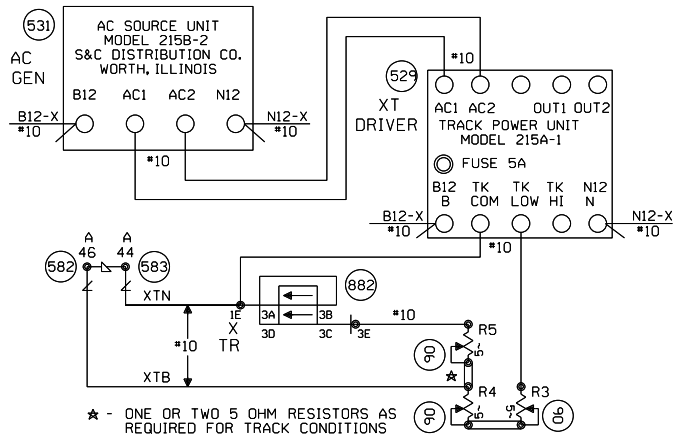 531
AC SOURCE UNIT
MODEL 215B-2
S&C DISTRIBUTION CO.
WORTH, ILLINOIS
AC
GEN
B12 AC1 AC2 N12
B12-X
#10
N12-X
#10
#10
#10
529
XT
DRIVER
AC1 AC2 OUT1 OUT2
TRACK POWER UNIT
MODEL 215A-1
FUSE 5A
B12 TK TK TK N12
B COM LOW HI N
B12-X
#10
N12-X
#10
#10
A A
46 44
582 583
XTN
882
3A 3B
3D 3C
1E
X
TR
3E
#10
#10
R5
5~
90
XTB
☆
R4
5~
90
R3
5~
90
☆ - ONE OR TWO 5 OHM RESISTORS AS
REQUIRED FOR TRACK CONDITIONS